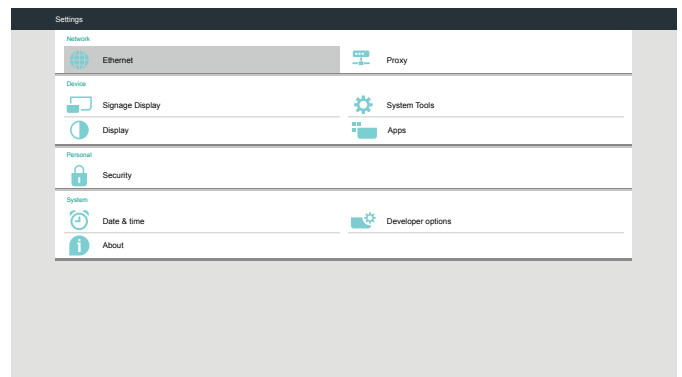 Settings
Network
Ethernet
Proxy
Device
Signage Display
System Tools
Display
Apps
Personal
Security
System
Date & time
Developer options
About